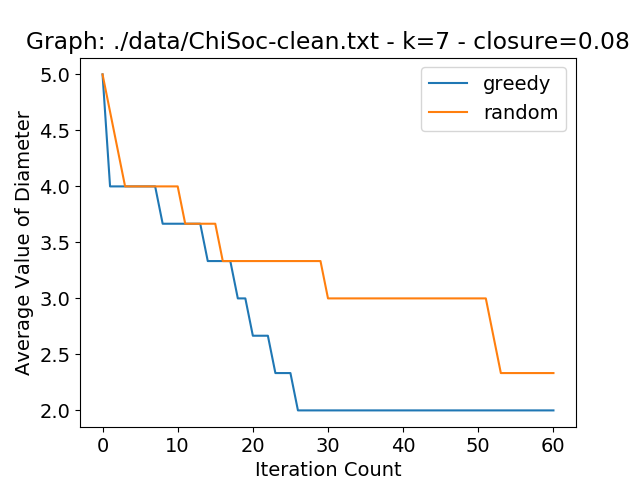 Graph: ./data/ChiSoc-clean.txt - k=7 - closure=0.08
greedy
random
Average Value of Diameter
5.0
4.5
4.0
3.5
3.0
2.5
2.0
0 10 20 30 40 50 60
Iteration Count